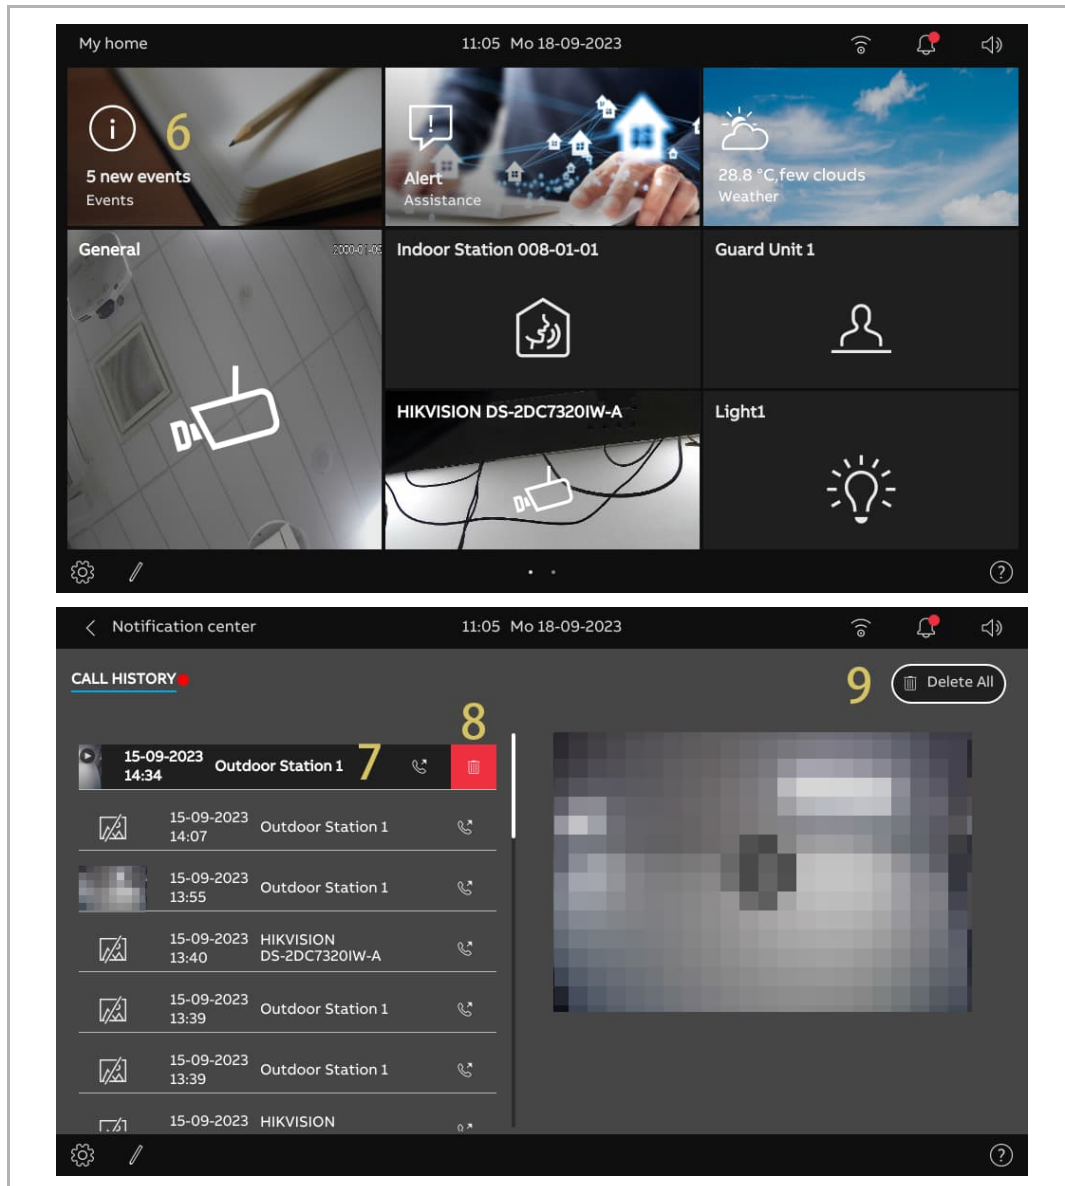 My home
11:05 Mo 18-09-2023
6
5 new events
Events
Alert
Assistance
28.8 °C,few clouds
Weather
General
Indoor Station 008-01-01
Guard Unit 1
HIKVISION DS-2DC7320IW-A
Light1
Notification center
11:05 Mo 18-09-2023
CALL HISTORY
9
Delete All
8
15-09-2023
14:34
Outdoor Station 1
7
15-09-2023
14:07
Outdoor Station 1
15-09-2023
13:55
Outdoor Station 1
15-09-2023
13:40
HIKVISION
DS-2DC7320IW-A
15-09-2023
13:39
Outdoor Station 1
15-09-2023
13:39
Outdoor Station 1
15-09-2023
HIKVISION